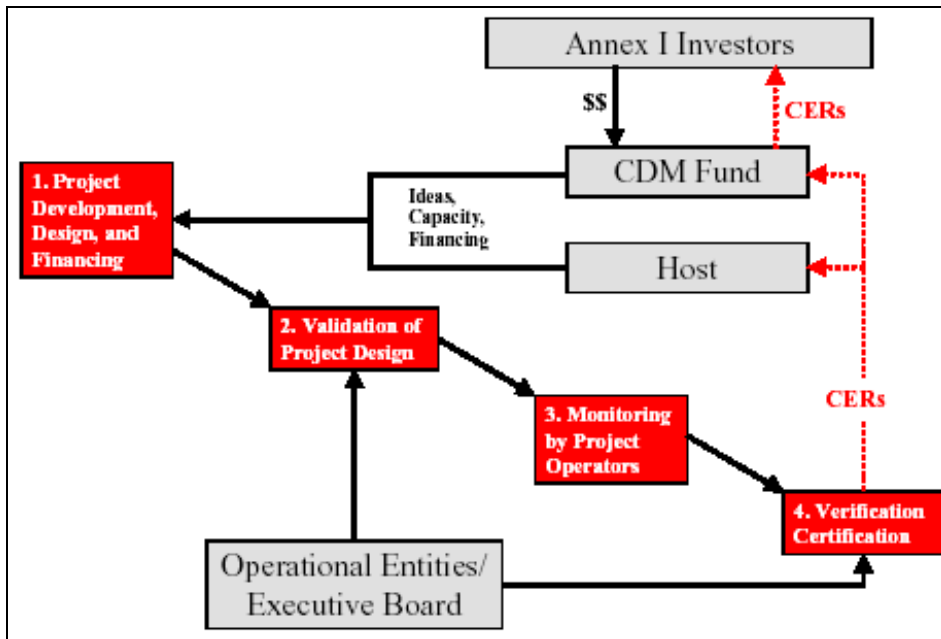 Annex I Investors
$$
CERs
CDM Fund
1. Project
Development,
Design, and
Financing
Ideas,
Capacity,
Financing
Host
2. Validation of
Project Design
3. Monitoring
by Project
Operators
CERs
4. Verification
Certification
Operational Entities/
Executive Board